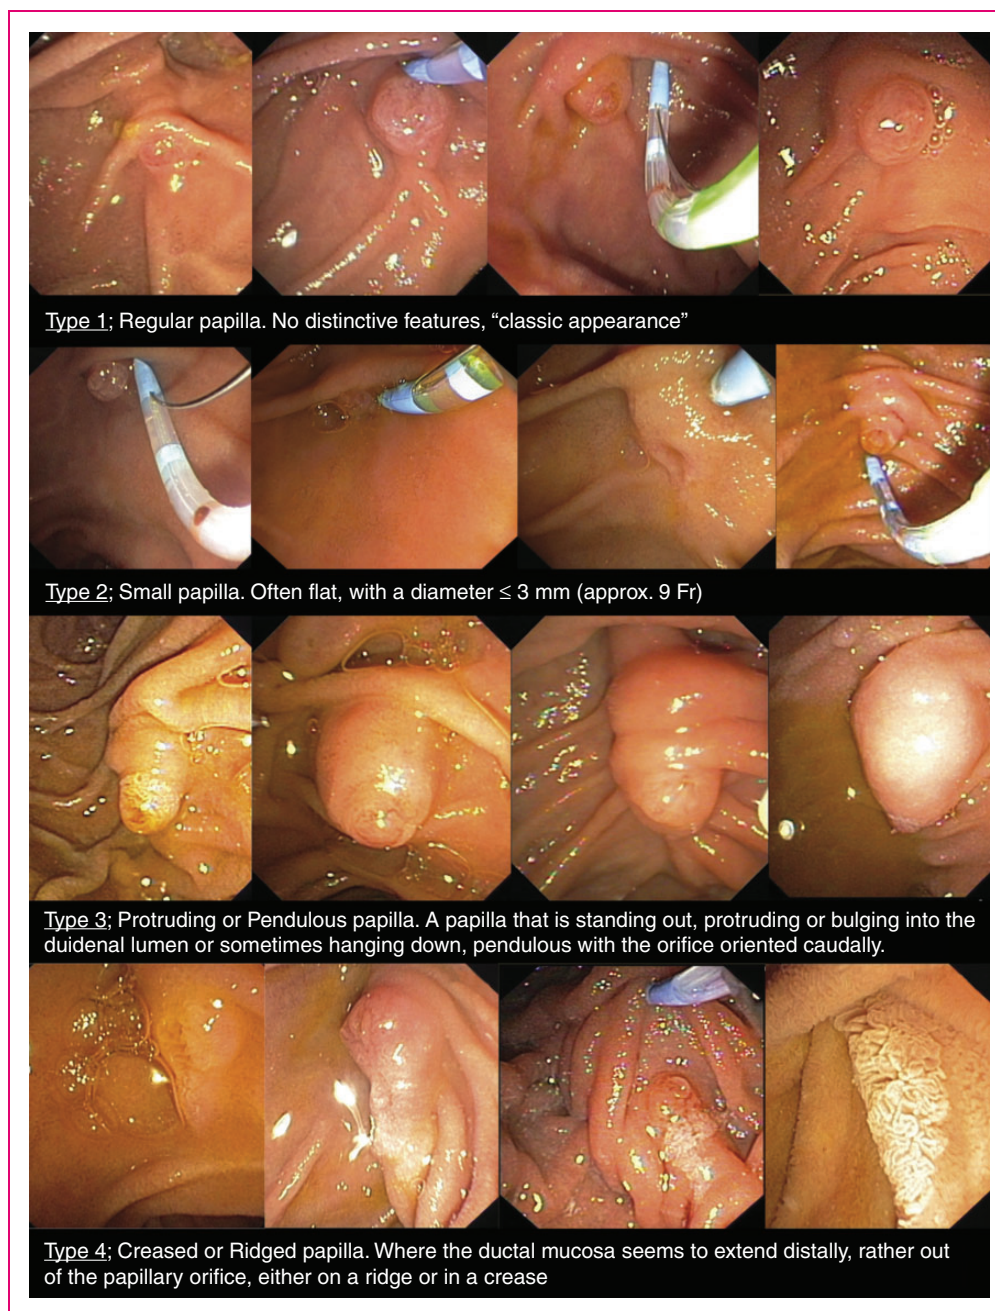 Type 1; Regular papilla. No distinctive features, “classic appearance”
Type 2; Small papilla. Often flat, with a diameter ≤ 3 mm (approx. 9 Fr)
Type 3; Protruding or Pendulous papilla. A papilla that is standing out, protruding or bulging into the
duidenal lumen or sometimes hanging down, pendulous with the orifice oriented caudally.
Type 4; Creased or Ridged papilla. Where the ductal mucosa seems to extend distally, rather out
of the papillary orifice, either on a ridge or in a crease